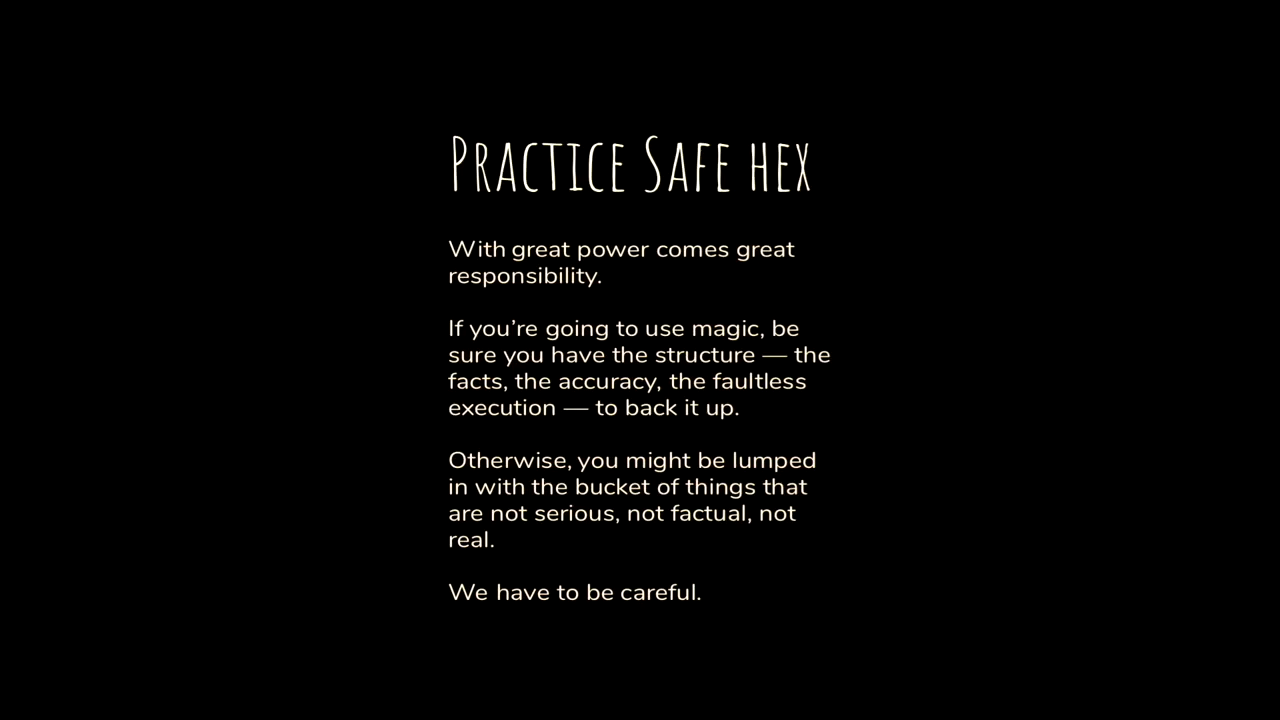 Practice Safe hex
With great power comes great
responsibility.
If you’re going to use magic, be
sure you have the structure — the
facts, the accuracy, the faultless
execution — to back it up.
Otherwise, you might be lumped
in with the bucket of things that
are not serious, not factual, not
real.
We have to be careful.